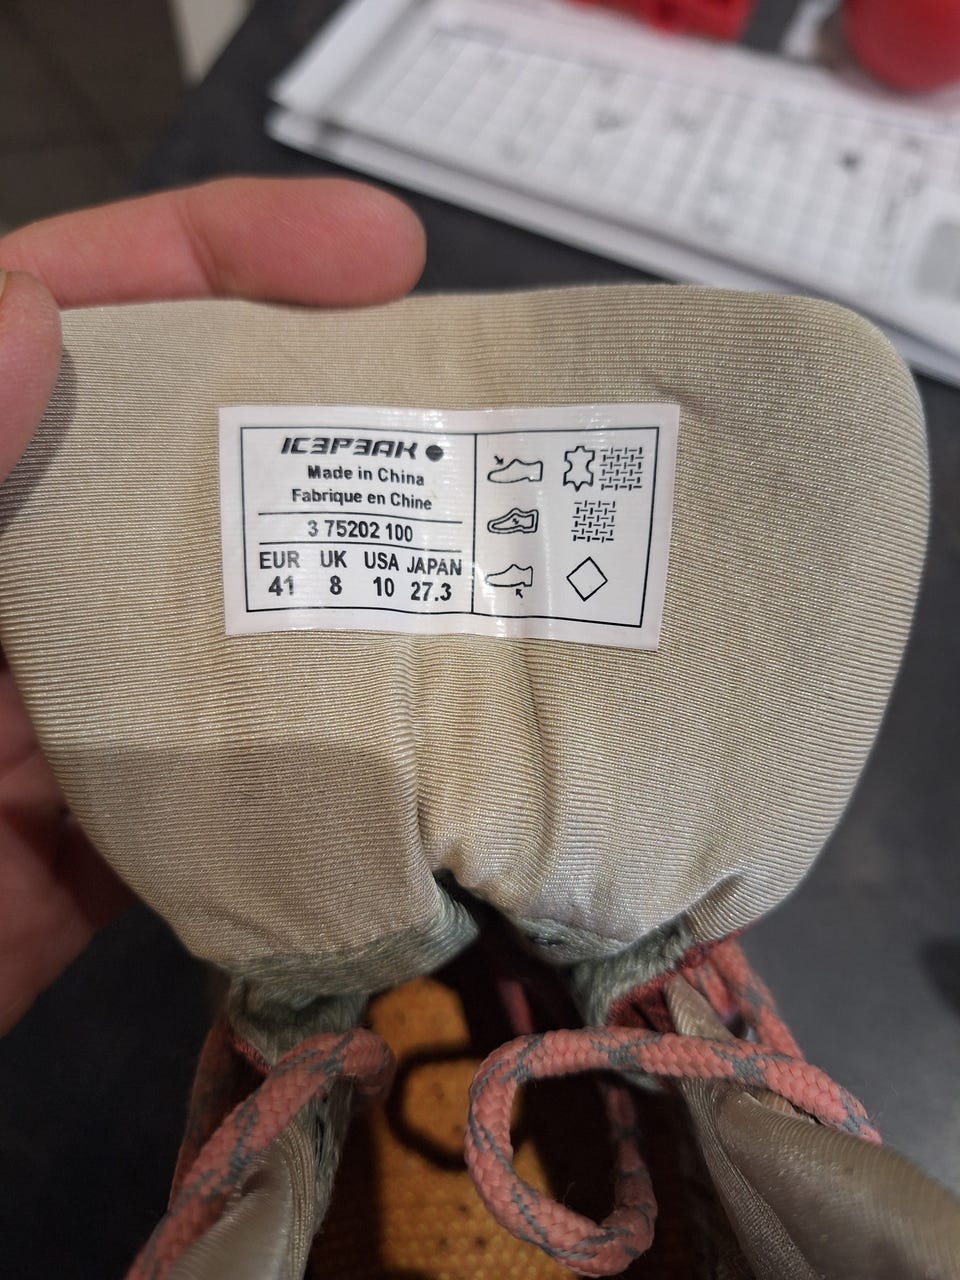 ICEPEAK
Made in China
Fabrique en Chine
3 75202 100
EUR UK USA JAPAN
41 8 10 27.3